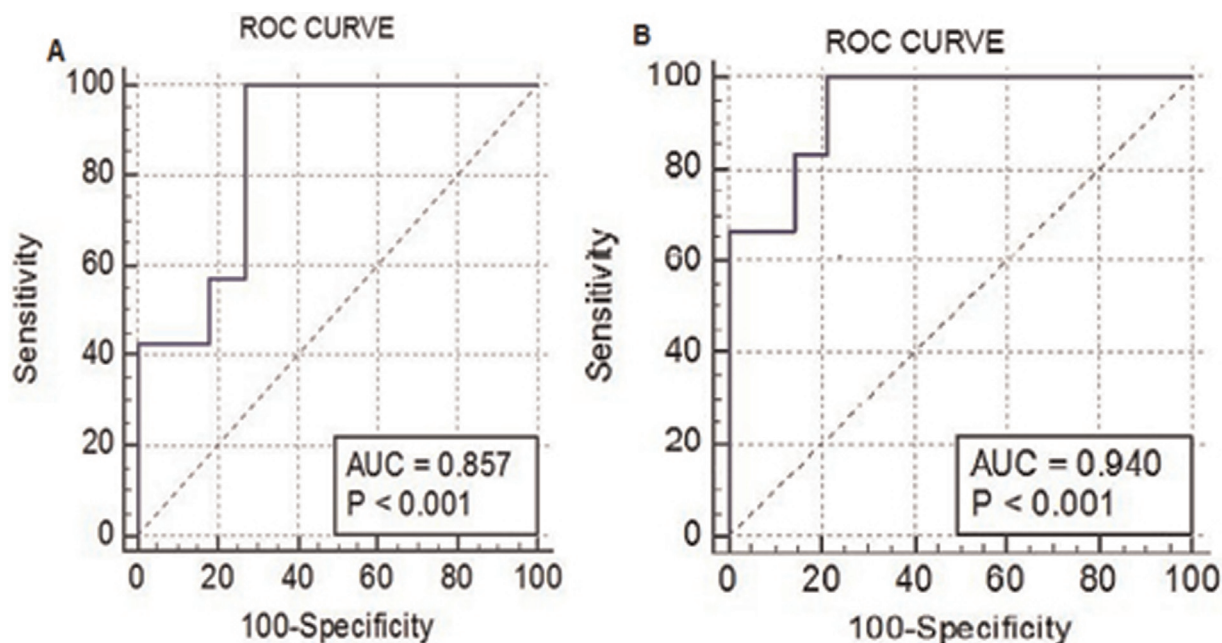 A
ROC CURVE
100
80
60
40
20
0
Sensitivity
AUC = 0.857
P < 0.001
0 20 40 60 80 100
100-Specificity
B
ROC CURVE
100
80
60
40
20
0
Sensitivity
AUC = 0.940
P < 0.001
0 20 40 60 80 100
100-Specificity